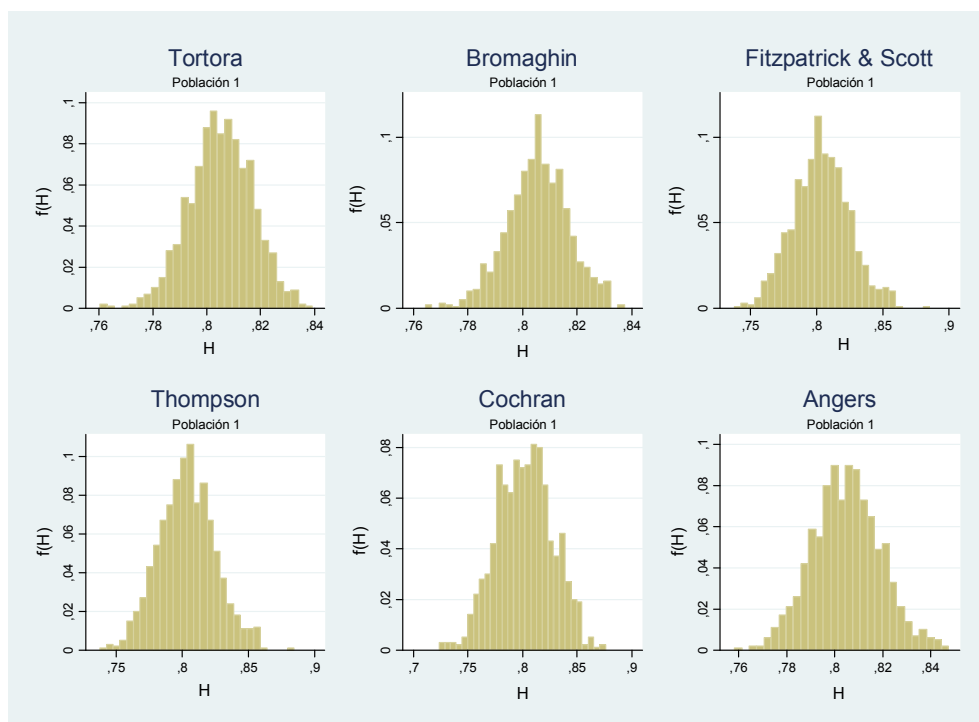 Tortora
Población 1
f(H)
,1
,08
,06
,04
,02
0
,76 ,78 ,8 ,82 ,84
H
Bromaghin
Población 1
f(H)
,1
,05
0
,76 ,78 ,8 ,82 ,84
H
Fitzpatrick & Scott
Población 1
f(H)
,1
,05
0
,75 ,8 ,85 ,9
H
Thompson
Población 1
f(H)
,1
,08
,06
,04
,02
0
,75 ,8 ,85 ,9
H
Cochran
Población 1
f(H)
,08
,06
,04
,02
0
,7 ,75 ,8 ,85 ,9
H
Angers
Población 1
f(H)
,1
,08
,06
,04
,02
0
,76 ,78 ,8 ,82 ,84
H